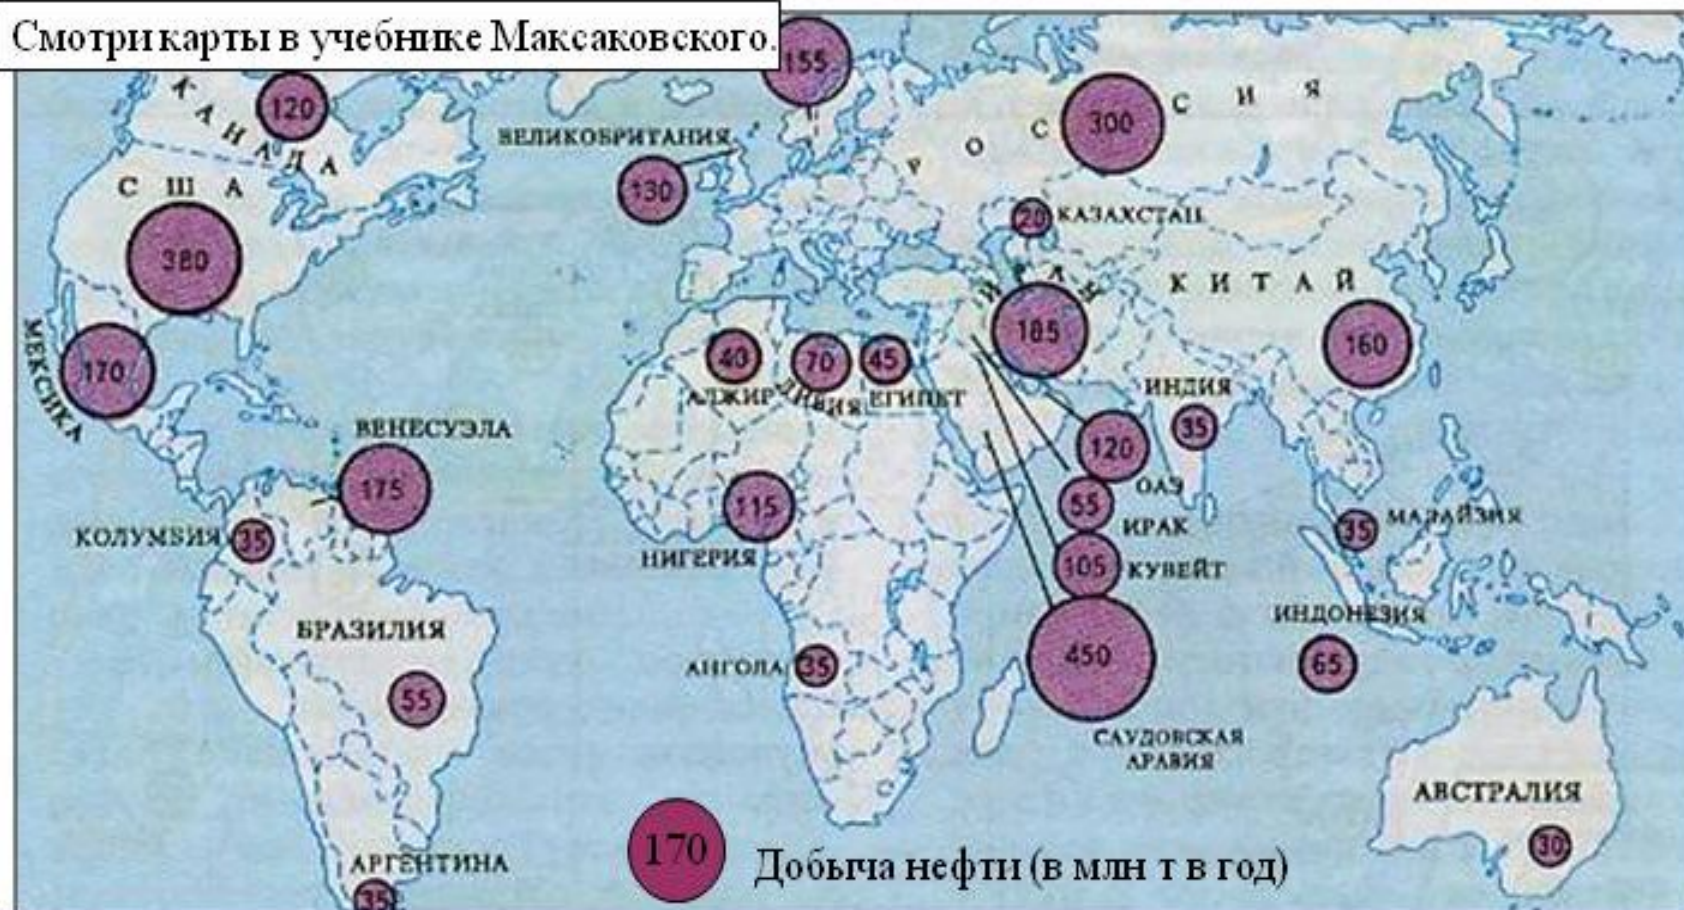 Смотри карты в учебнике Максаковского.
155
КАНАДА
120
ВЕЛИКОБРИТАНИЯ
130
РОССИЯ
300
США
380
20
КАЗАХСТАН
КИТАЙ
160
ИРАН
185
МЕКСИКА
170
40
АЛЖИР
70
ЛИВИЯ
45
ЕГИПЕТ
ИНДИЯ
35
ВЕНЕСУЭЛА
175
120
ОАЭ
55
ИРАК
105
КУВЕЙТ
450
САУДОВСКАЯ
АРАВИЯ
КОЛУМБИЯ
35
115
НИГЕРИЯ
35
МАЛАЙЗИЯ
ИНДОНЕЗИЯ
65
БРАЗИЛИЯ
55
АНГОЛА
35
АВСТРАЛИЯ
30
АРГЕНТИНА
35
170
Добыча нефти (в млн т в год)